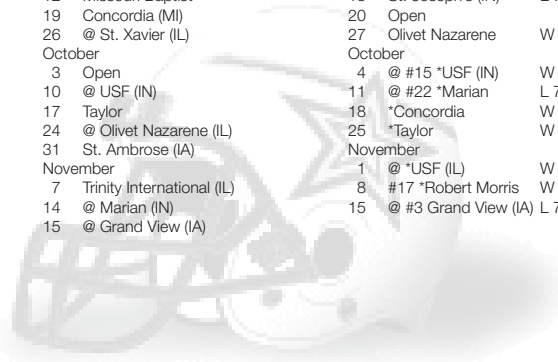 19 Concordia (MI)
26 @ St. Xavier (IL)
October
3 Open
10 @ USF (IN)
17 Taylor
24 @ Olivet Nazarene (IL)
31 St. Ambrose (IA)
November
7 Trinity International (IL)
14 @ Marian (IN)
15 @ Grand View (IA)
20 Open
27 Olivet Nazarene W
October
4 @ #15 *USF (IN) W
11 @ #22 *Marian L 7
18 *Concordia W
25 *Taylor W
November
1 @ *USF (IL) W
8 #17 *Robert Morris W
15 @ #3 Grand View (IA) L 7